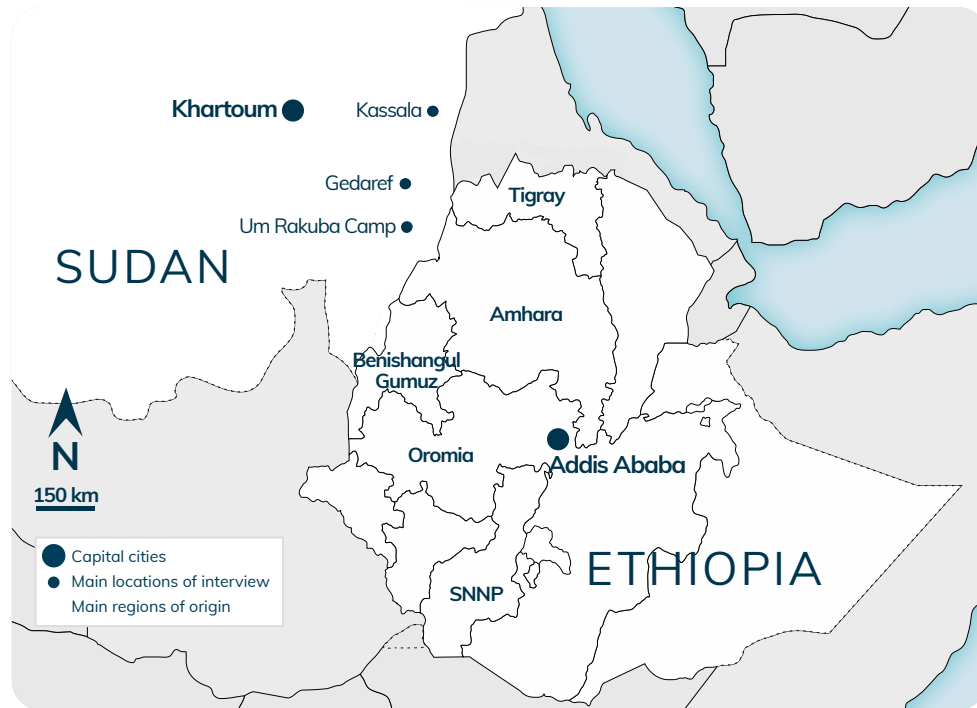 Khartoum
Kassala
Gedaref
Tigray
Um Rakuba Camp
SUDAN
Amhara
Benishangul
Gumuz
N
Oromia
Addis Ababa
150 km
Capital cities
ETHIOPIA
Main locations of interview
SNNP
Main regions of origin